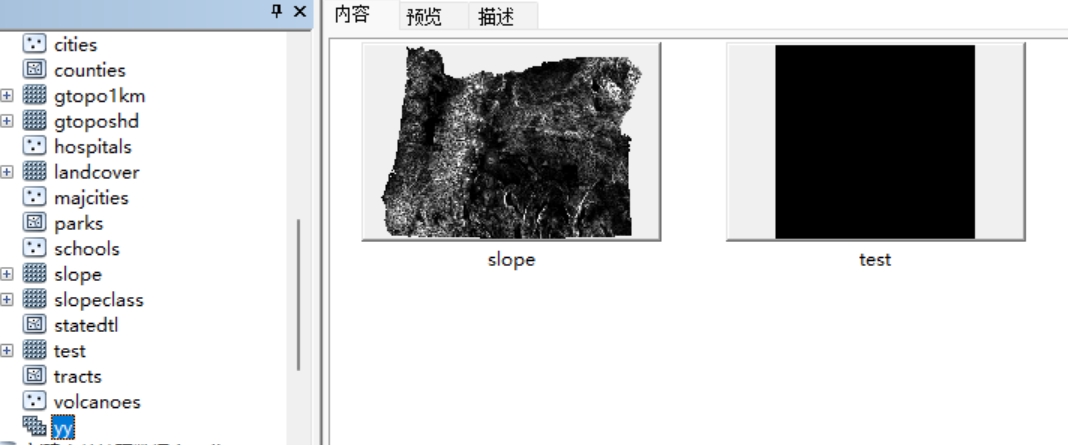 内容
预览
描述
cities
counties
gtopo1km
gtoposhd
hospitals
landcover
majcities
parks
schools
slope
slopeclass
statedtl
test
tracts
volcanoes
yy
slope
test